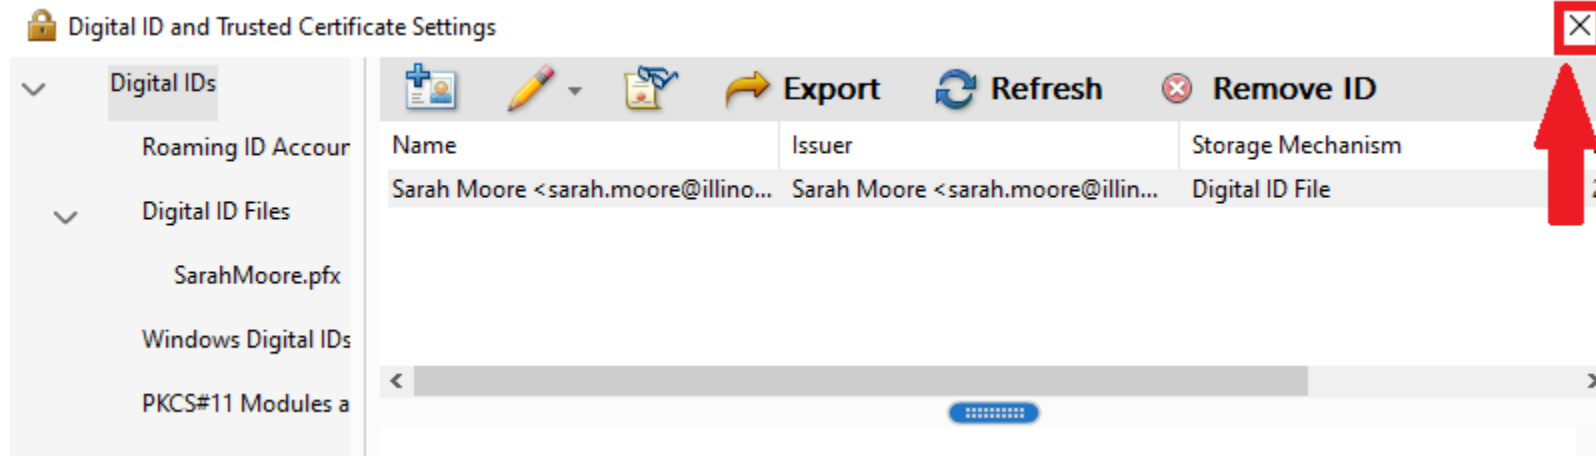 Digital ID and Trusted Certificate Settings
Digital IDs
Roaming ID Accour
Digital ID Files
SarahMoore.pfx
Windows Digital IDs
PKCS#11 Modules a
Export Refresh Remove ID
Name Issuer Storage Mechanism
Sarah Moore <sarah.moore@illino... Sarah Moore <sarah.moore@illin... Digital ID File